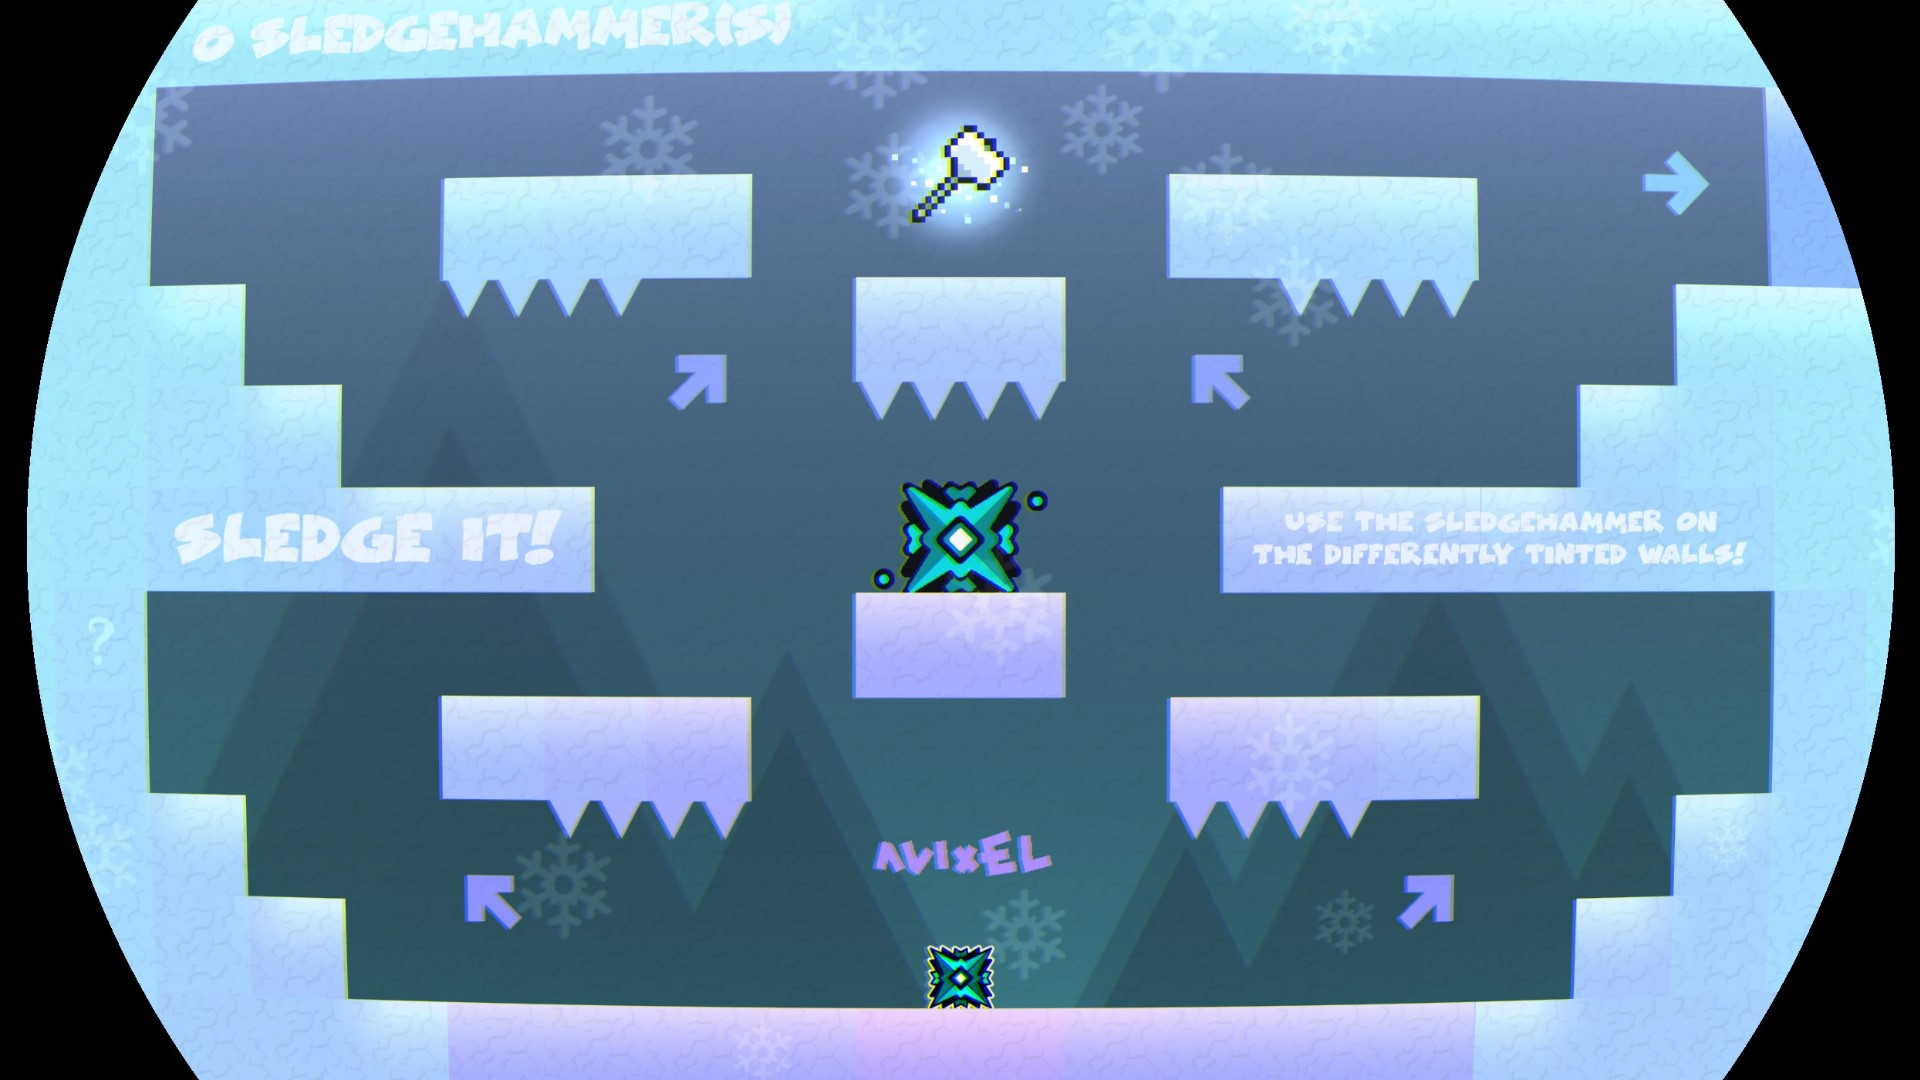 0 SLEDGEHAMMER(S)
SLEDGE IT!
USE THE SLEDGEHAMMER ON
THE DIFFERENTLY TINTED WALLS!
?
AVIXEL